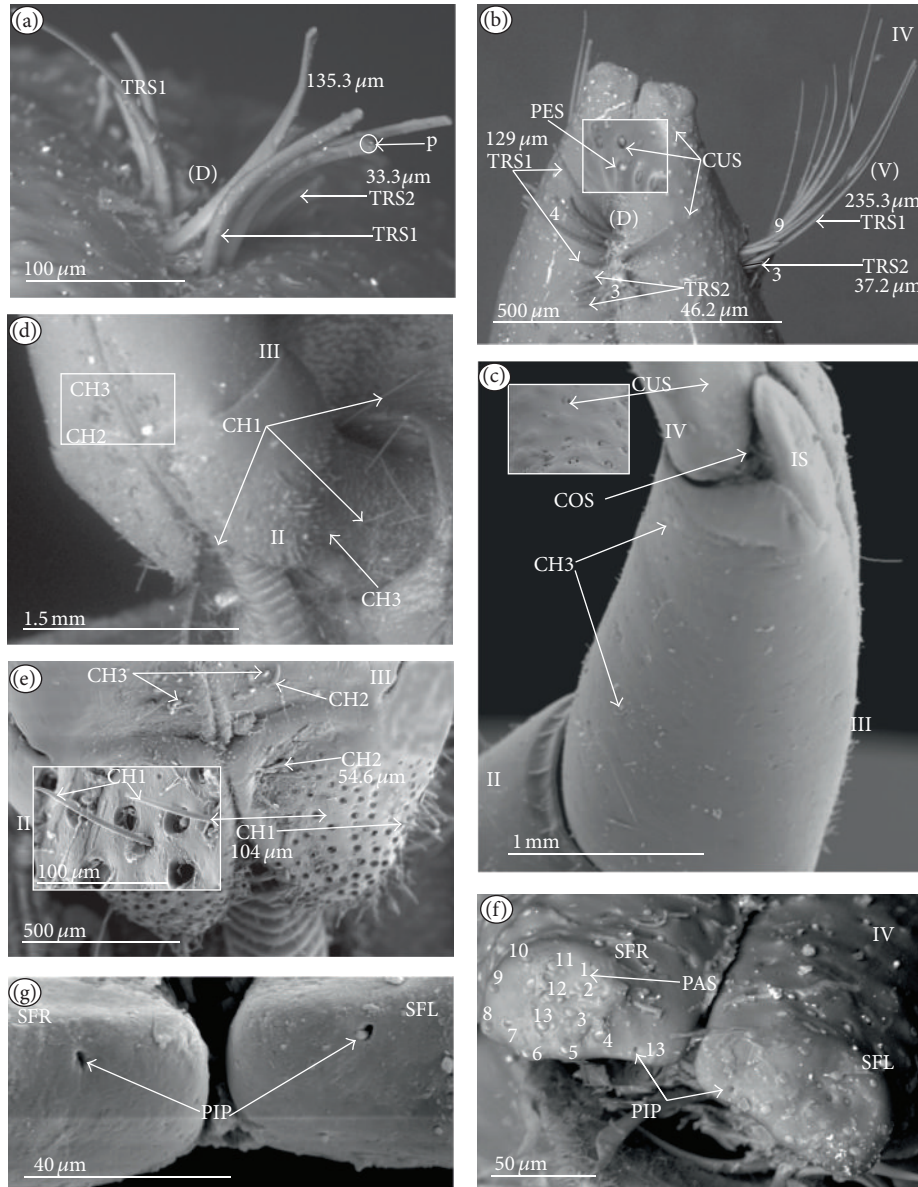 (a)
TRS1
135.3 μm
p
(D)
33.3 μm
TRS2
TRS1
100 μm
(b)
IV
PES
129 μm
TRS1
CUS
(V)
4
(D)
235.3 μm
9
TRS1
3
TRS2
3
TRS2
37.2 μm
500 μm
46.2 μm
(d)
III
CH3
CH1
CH2
II
CH3
1.5 mm
(c)
CUS
IV
IS
COS
CH3
III
II
1 mm
(e)
CH3
III
CH2
CH2
54.6 μm
CH1
II
CH1
104 μm
100 μm
500 μm
(f)
IV
10
SFR
11
1
9
PAS
12
2
8
13
3
7
4
6
5
13
SFL
PIP
50 μm
(g)
SFR
SFL
PIP
40 μm